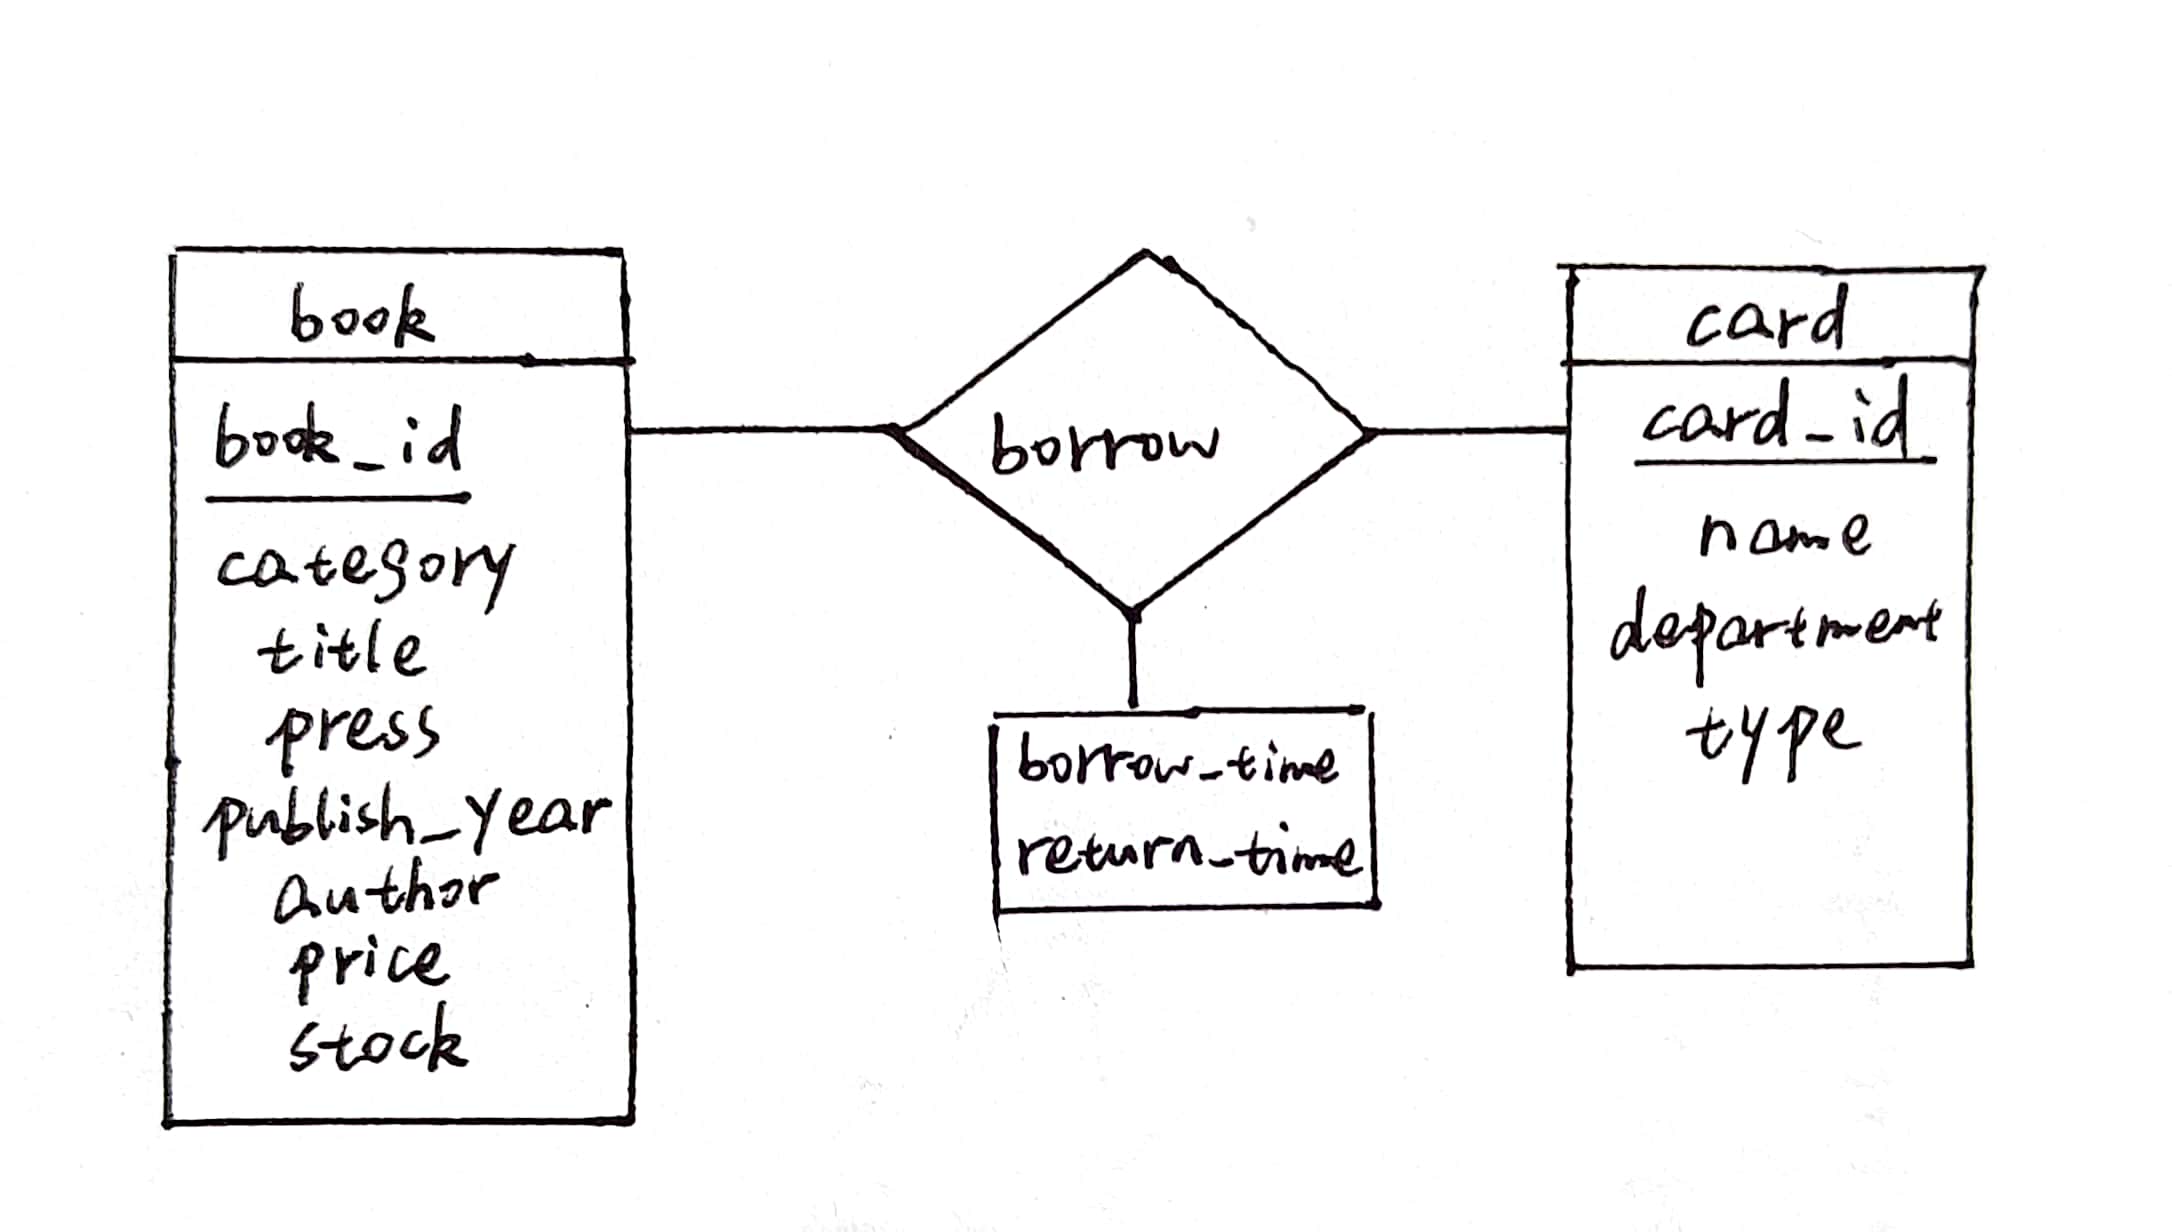 book
book_id
category
title
press
publish_year
author
price
stock
borrow
borrow_time
return_time
card
card_id
name
department
type